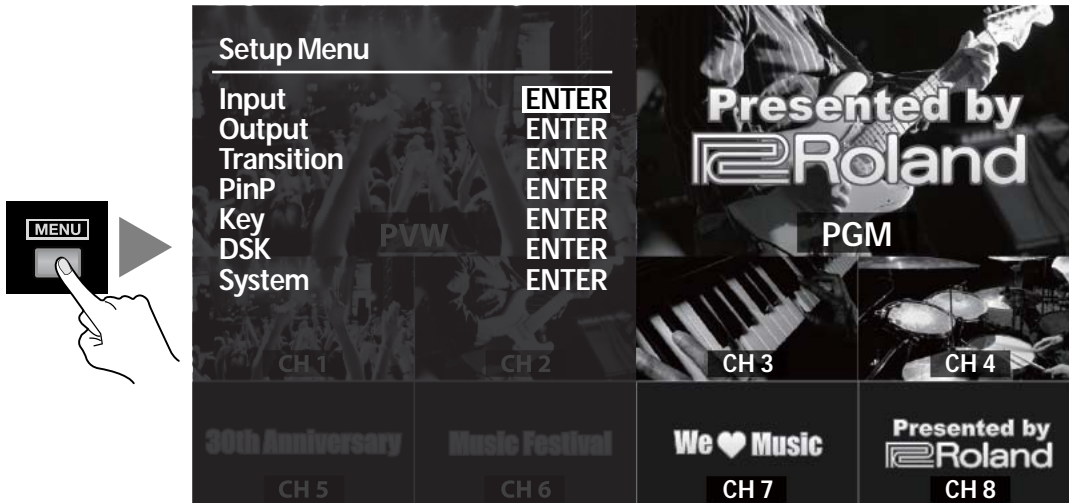 MENU
Setup Menu
Input ENTER
Output ENTER
Transition ENTER
PinP ENTER
Key ENTER
DSK ENTER
System ENTER
PVW
Presented by
Roland
PGM
CH 1
CH 2
CH 3
CH 4
30th Anniversary
CH 5
Music Festival
CH 6
We ♥ Music
CH 7
Presented by
Roland
CH 8